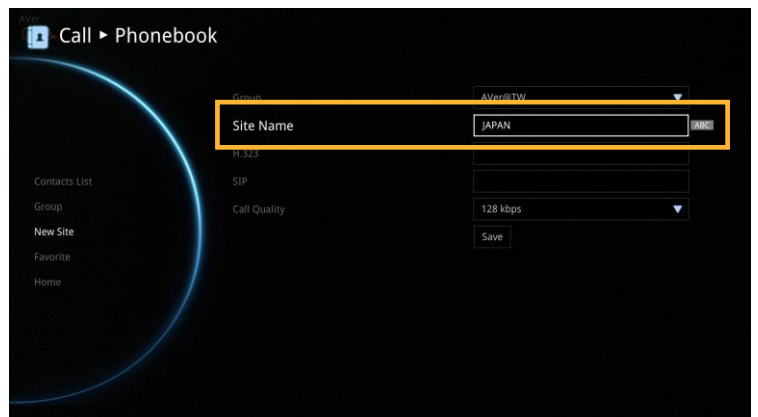 AVer
Call ▸ Phonebook
Group AVer@TW
Site Name JAPAN ABC
H.323
Contacts List SIP
Group Call Quality 128 kbps
New Site Save
Favorite
Home